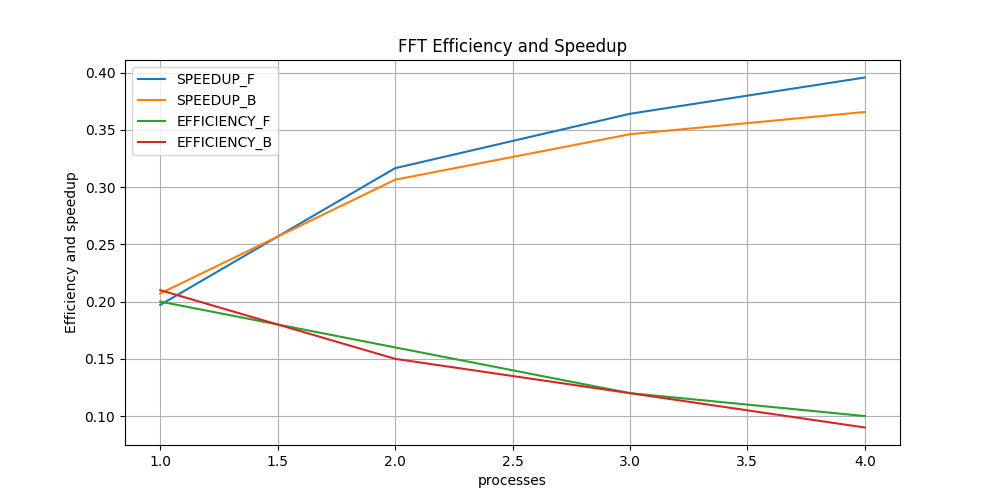 FFT Efficiency and Speedup
SPEEDUP_F
SPEEDUP_B
EFFICIENCY_F
EFFICIENCY_B
Efficiency and speedup
0.40
0.35
0.30
0.25
0.20
0.15
0.10
1.0 1.5 2.0 2.5 3.0 3.5 4.0
processes